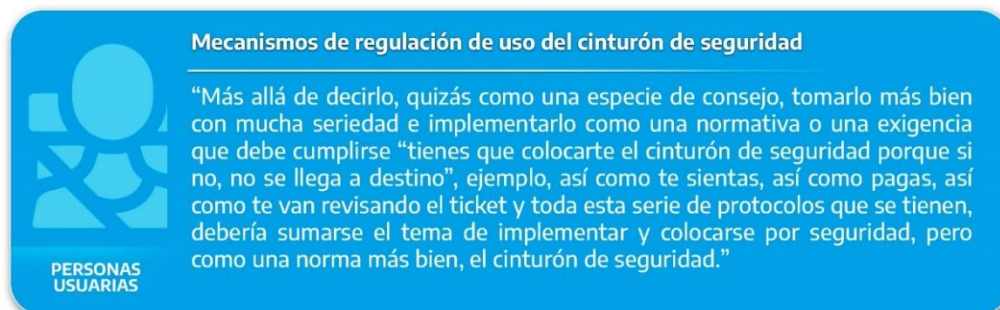 Mecanismos de regulación de uso del cinturón de seguridad
“Más allá de decirlo, quizás como una especie de consejo, tomarlo más bien
con mucha seriedad e implementarlo como una normativa o una exigencia
que debe cumplirse “tienes que colocarte el cinturón de seguridad porque si
no, no se llega a destino”, ejemplo, así como te sientas, así como pagas, así
como te van revisando el ticket y toda esta serie de protocolos que se tienen,
debería sumarse el tema de implementar y colocarse por seguridad, pero
como una norma más bien, el cinturón de seguridad.”
PERSONAS
USUARIAS